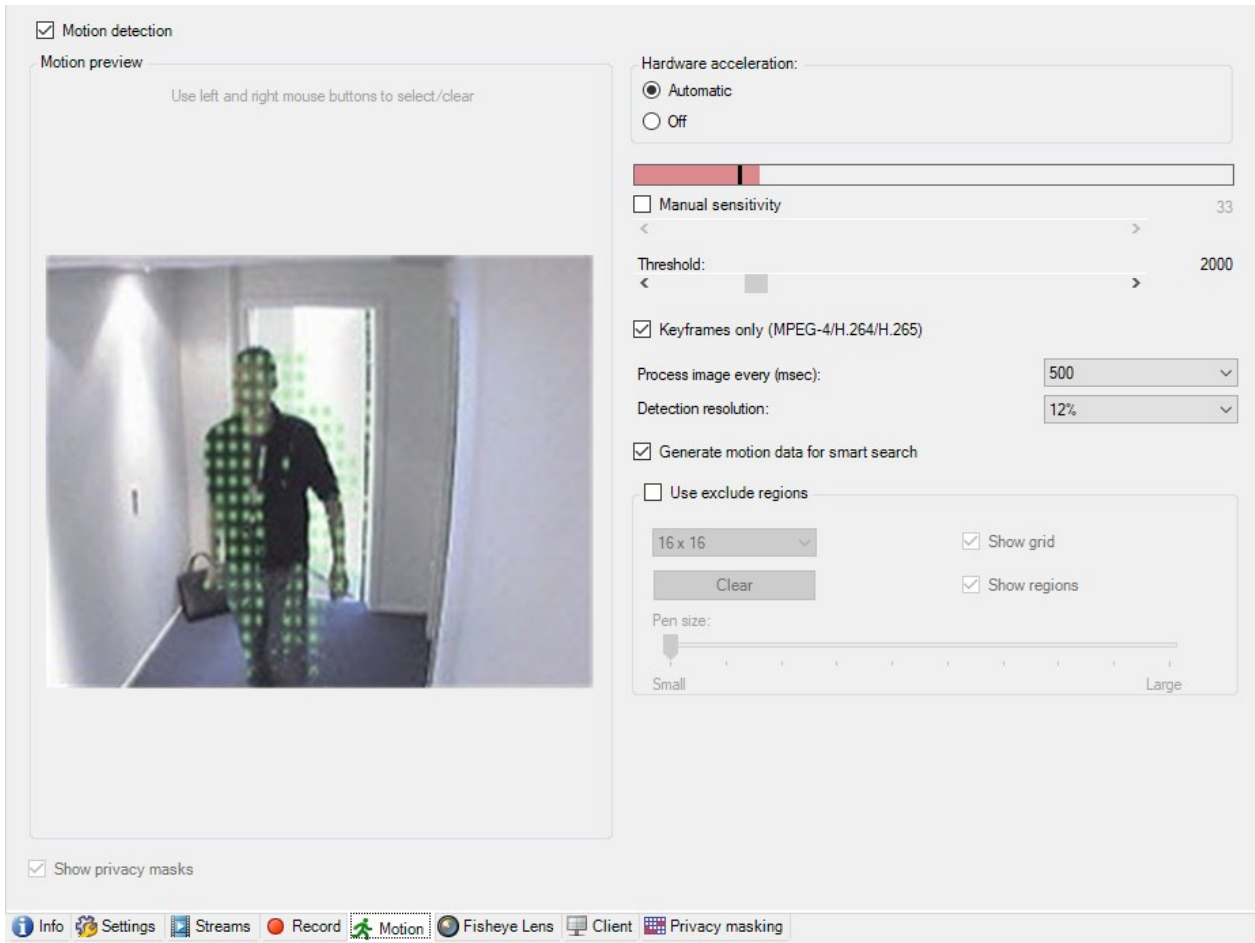 Motion detection
Motion preview
Use left and right mouse buttons to select/clear
Hardware acceleration:
Automatic
Off
Manual sensitivity
33
Threshold:
2000
Keyframes only (MPEG-4/H.264/H.265)
Process image every (msec):
500
Detection resolution:
12%
Generate motion data for smart search
Use exclude regions
16 x 16
Show grid
Clear
Show regions
Pen size:
Small
Large
Show privacy masks
Info
Settings
Streams
Record
Motion
Fisheye Lens
Client
Privacy masking